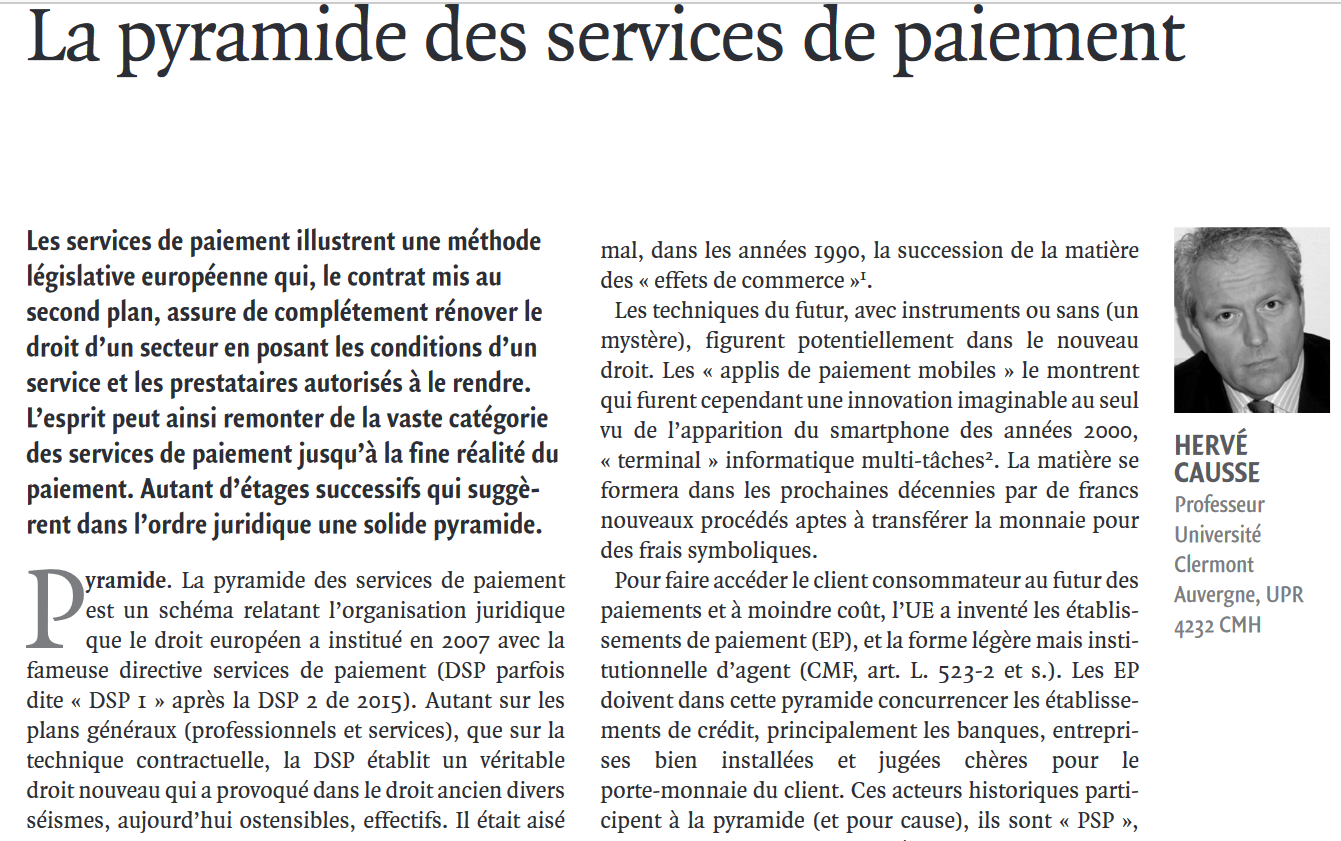 La pyramide des services de paiement
Les services de paiement illustrent une méthode
législative européenne qui, le contrat mis au
second plan, assure de complétement rénover le
droit d’un secteur en posant les conditions d’un
service et les prestataires autorisés à le rendre.
L’esprit peut ainsi remonter de la vaste catégorie
des services de paiement jusqu’à la fine réalité du
paiement. Autant d’étages successifs qui suggè-
rent dans l’ordre juridique une solide pyramide.
Pyramide. La pyramide des services de paiement
est un schéma relatant l’organisation juridique
que le droit européen a institué en 2007 avec la
fameuse directive services de paiement (DSP parfois
dite « DSP 1 » après la DSP 2 de 2015). Autant sur les
plans généraux (professionnels et services), que sur la
technique contractuelle, la DSP établit un véritable
droit nouveau qui a provoqué dans le droit ancien divers
séismes, aujourd’hui ostensibles, effectifs. Il était aisé
mal, dans les années 1990, la succession de la matière
des « effets de commerce »1.
Les techniques du futur, avec instruments ou sans (un
mystère), figurent potentiellement dans le nouveau
droit. Les « applis de paiement mobiles » le montrent
qui furent cependant une innovation imaginable au seul
vu de l’apparition du smartphone des années 2000,
« terminal » informatique multi-tâches2. La matière se
formera dans les prochaines décennies par de francs
nouveaux procédés aptes à transférer la monnaie pour
des frais symboliques.
Pour faire accéder le client consommateur au futur des
paiements et à moindre coût, l’UE a inventé les établis-
sements de paiement (EP), et la forme légère mais insti-
tutionnelle d’agent (CMF, art. L. 523-2 et s.). Les EP
doivent dans cette pyramide concurrencer les établisse-
ments de crédit, principalement les banques, entrepri-
ses bien installées et jugées chères pour le
porte-monnaie du client. Ces acteurs historiques parti-
cipent à la pyramide (et pour cause), ils sont « PSP »,
HERVÉ
CAUSSE
Professeur
Université
Clermont
Auvergne, UPR
4232 CMH